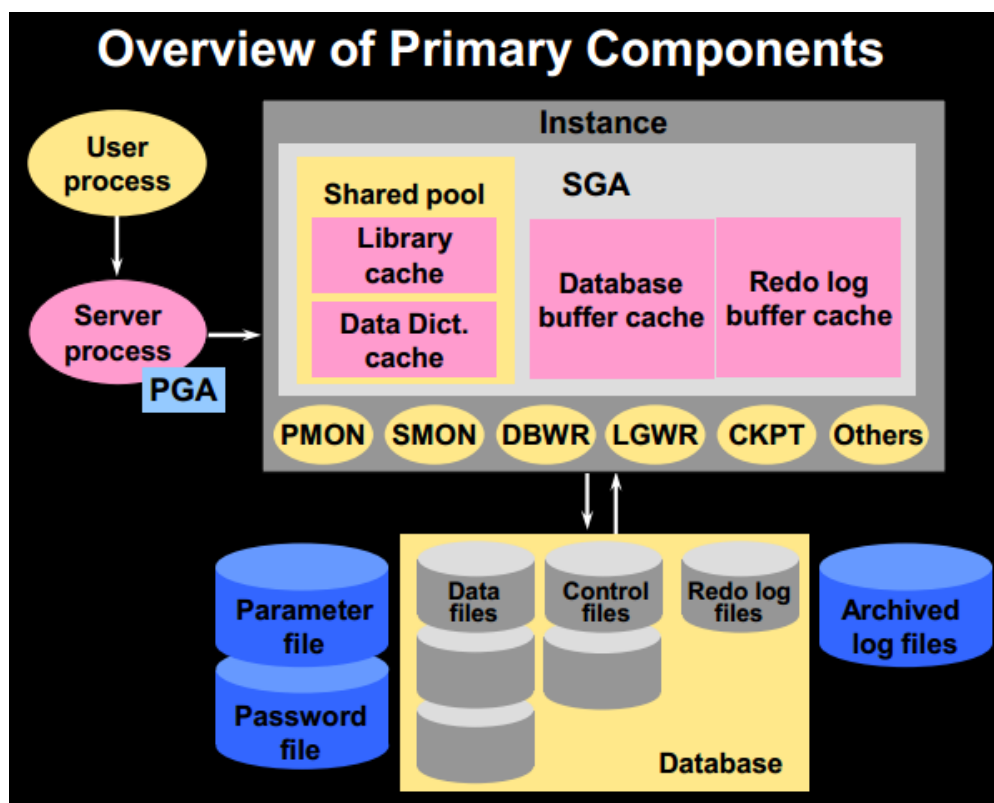 Overview of Primary Components
Instance
User
process
SGA
Shared pool
Library
cache
Data Dict.
cache
Database
buffer cache
Redo log
buffer cache
Server
process
PGA
PMON
SMON
DBWR
LGWR
CKPT
Others
Parameter
file
Password
file
Data
files
Control
files
Redo log
files
Database
Archived
log files